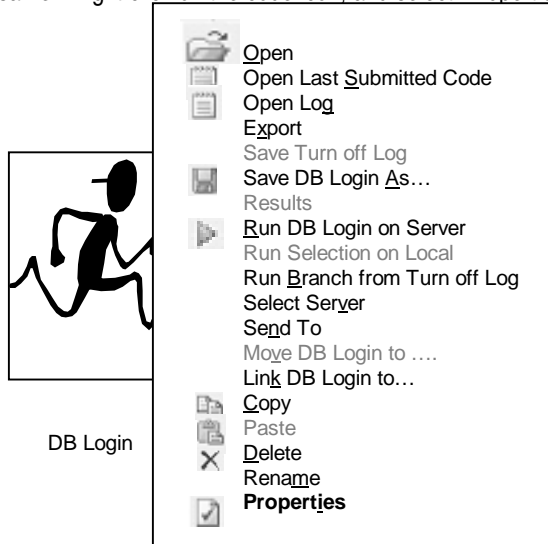 Open
Open Last Submitted Code
Open Log
Export
Save Turn off Log
Save DB Login As…
Results
Run DB Login on Server
Run Selection on Local
Run Branch from Turn off Log
Select Server
Send To
Move DB Login to ….
Link DB Login to…
Copy
Paste
DB Login
Delete
Rename
Properties